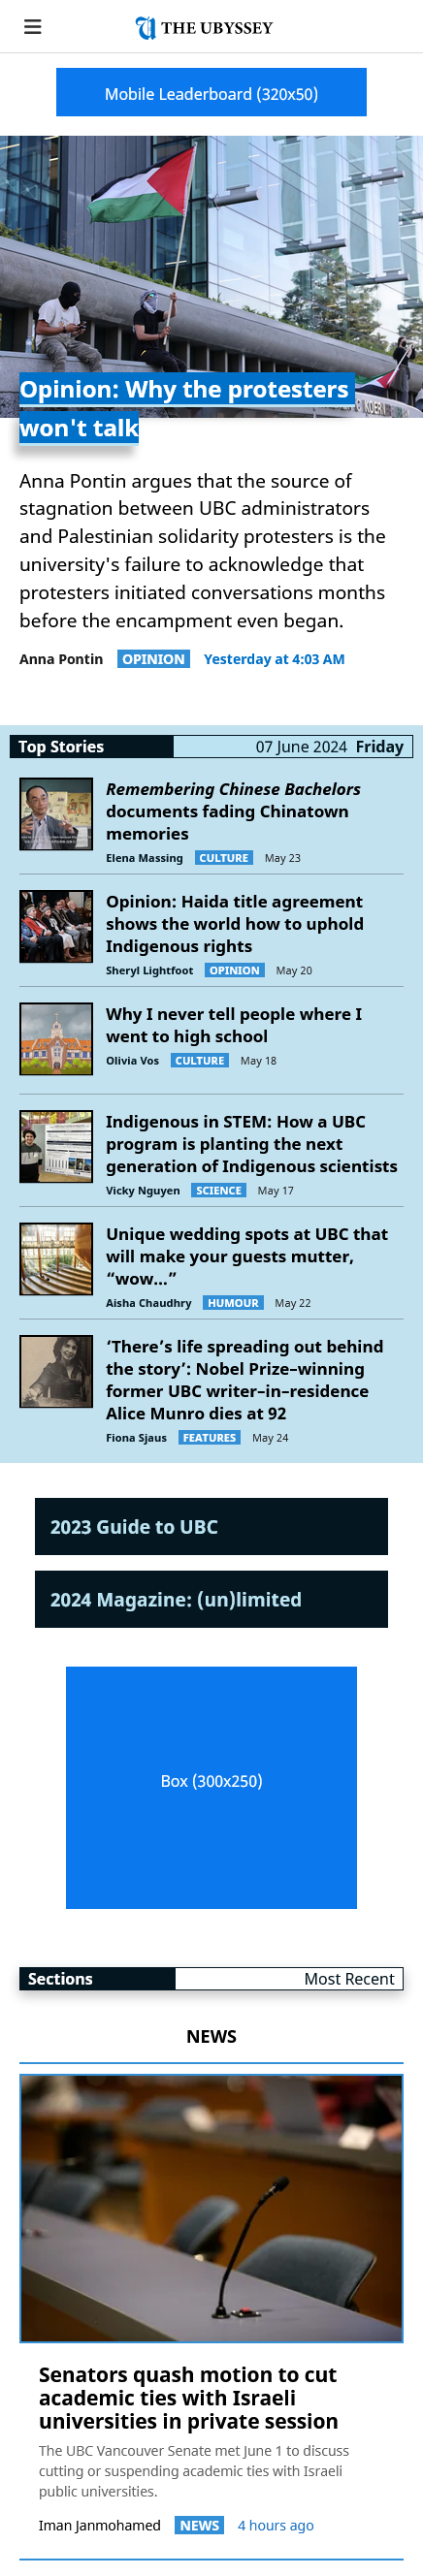 THE UBYSSEY
Mobile Leaderboard (320x50)
Opinion: Why the protesters
won't talk
Anna Pontin argues that the source of
stagnation between UBC administrators
and Palestinian solidarity protesters is the
university's failure to acknowledge that
protesters initiated conversations months
before the encampment even began.
Anna Pontin OPINION Yesterday at 4:03 AM
Top Stories 07 June 2024 Friday
Remembering Chinese Bachelors
documents fading Chinatown
memories
Elena Massing CULTURE May 23
Opinion: Haida title agreement
shows the world how to uphold
Indigenous rights
Sheryl Lightfoot OPINION May 20
Why I never tell people where I
went to high school
Olivia Vos CULTURE May 18
Indigenous in STEM: How a UBC
program is planting the next
generation of Indigenous scientists
Vicky Nguyen SCIENCE May 17
Unique wedding spots at UBC that
will make your guests mutter,
“wow...”
Aisha Chaudhry HUMOUR May 22
‘There’s life spreading out behind
the story’: Nobel Prize–winning
former UBC writer–in–residence
Alice Munro dies at 92
Fiona Sjaus FEATURES May 24
2023 Guide to UBC
2024 Magazine: (un)limited
Box (300x250)
Sections Most Recent
NEWS
Senators quash motion to cut
academic ties with Israeli
universities in private session
The UBC Vancouver Senate met June 1 to discuss
cutting or suspending academic ties with Israeli
public universities.
Iman Janmohamed NEWS 4 hours ago